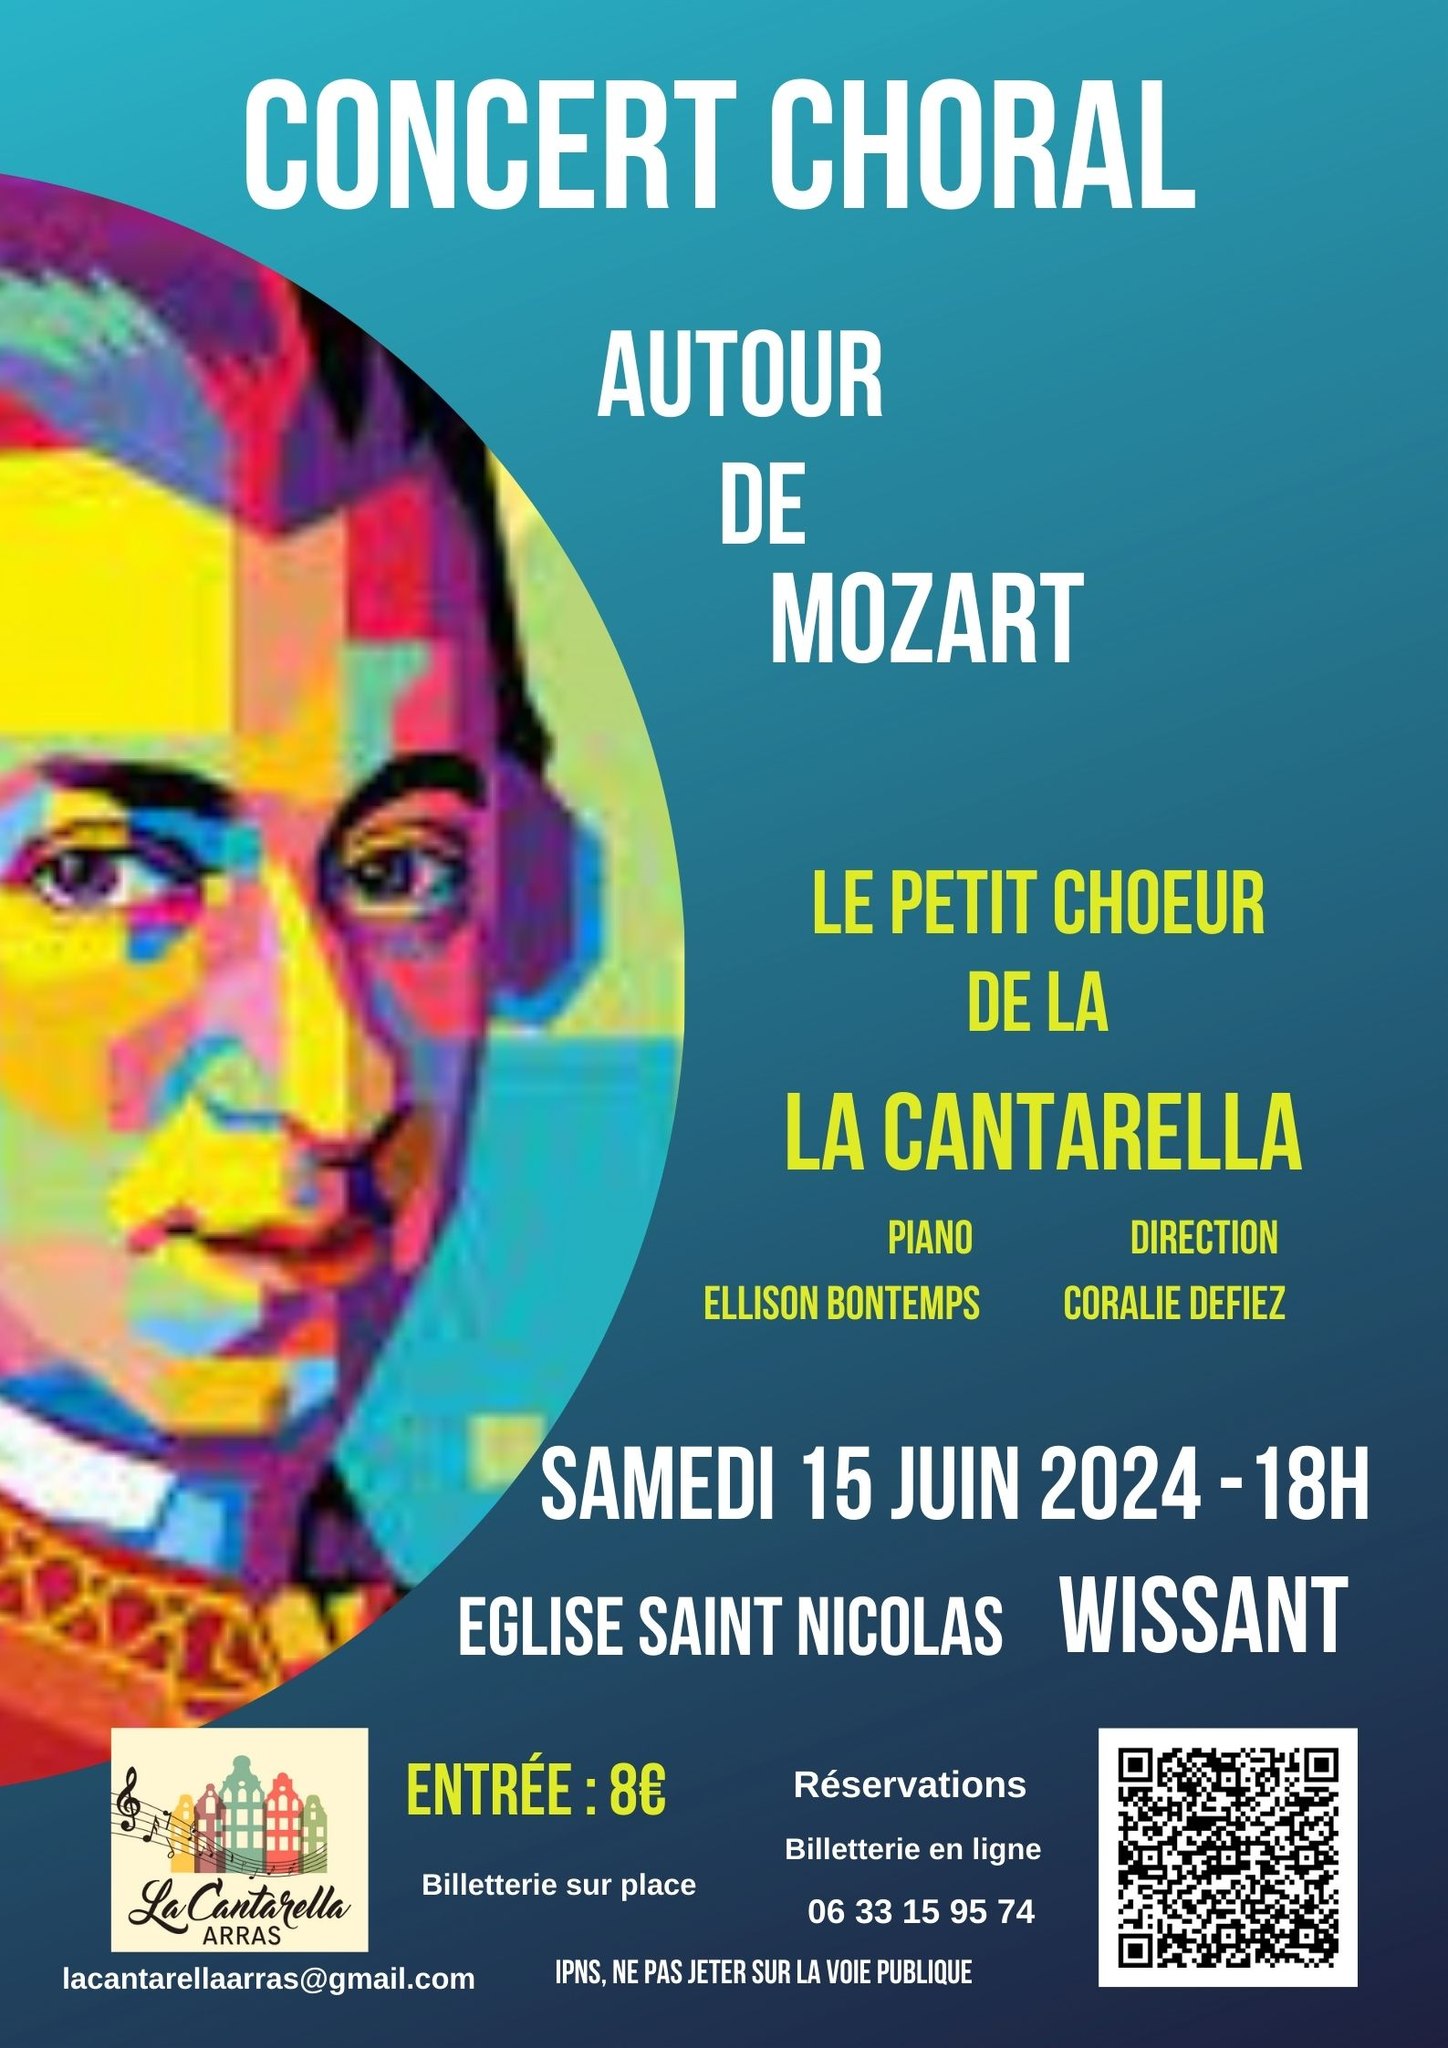 CONCERT CHORAL
AUTOUR
DE
MOZART
LE PETIT CHOEUR
DE LA
LA CANTARELLA
PIANO
ELLISON BONTEMPS
DIRECTION
CORALIE DEFIEZ
SAMEDI 15 JUIN 2024 - 18H
EGLISE SAINT NICOLAS WISSANT
La Cantarella
ARRAS
lacantarellaarras@gmail.com
ENTRÉE : 8€
Billetterie sur place
Réservations
Billetterie en ligne
06 33 15 95 74
IPNS, NE PAS JETER SUR LA VOIE PUBLIQUE